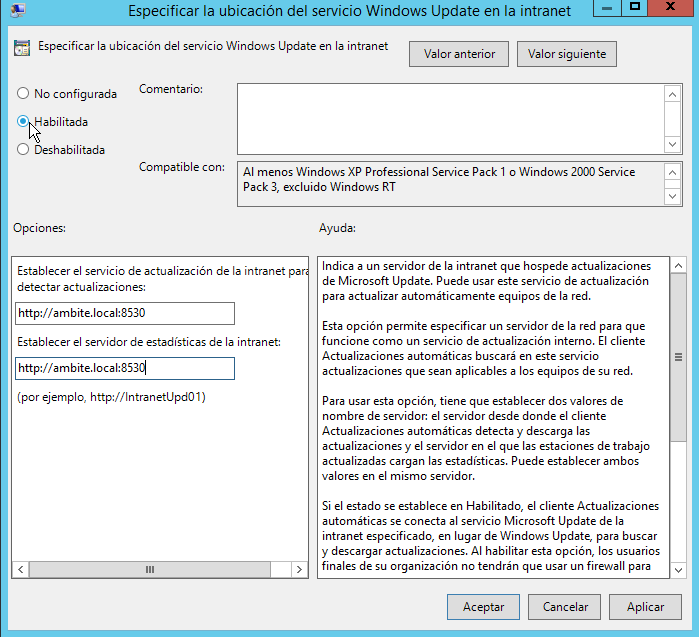 Especificar la ubicación del servicio Windows Update en la intranet
Especificar la ubicación del servicio Windows Update en la intranet
Valor anterior
Valor siguiente
No configurada
Habilitada
Deshabilitada
Comentario:
Compatible con:
Al menos Windows XP Professional Service Pack 1 o Windows 2000 Service
Pack 3, excluido Windows RT
Opciones:
Ayuda:
Establecer el servicio de actualización de la intranet para
detectar actualizaciones:
http://ambite.local:8530
Establecer el servidor de estadísticas de la intranet:
http://ambite.local:8530
(por ejemplo, http://IntranetUpd01)
Indica a un servidor de la intranet que hospede actualizaciones
de Microsoft Update. Puede usar este servicio de actualización
para actualizar automáticamente equipos de la red.
Esta opción permite especificar un servidor de la red para que
funcione como un servicio de actualización interno. El cliente
Actualizaciones automáticas buscará en este servicio
actualizaciones que sean aplicables a los equipos de su red.
Para usar esta opción, tiene que establecer dos valores de
nombre de servidor: el servidor desde donde el cliente
Actualizaciones automáticas detecta y descarga las
actualizaciones y el servidor en el que las estaciones de trabajo
actualizadas cargan las estadísticas. Puede establecer ambos
valores en el mismo servidor.
Si el estado se establece en Habilitado, el cliente Actualizaciones
automáticas se conecta al servicio Microsoft Update de la
intranet especificado, en lugar de Windows Update, para buscar
y descargar actualizaciones. Al habilitar esta opción, los usuarios
finales de su organización no tendrán que usar un firewall para
Aceptar
Cancelar
Aplicar